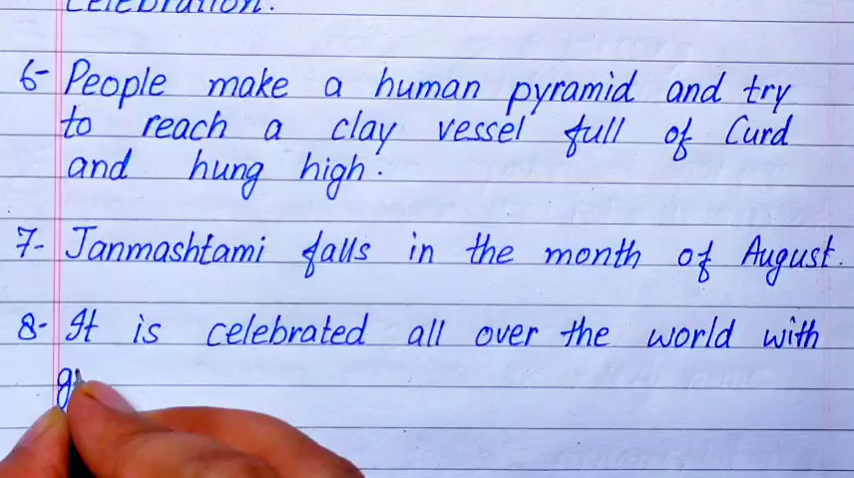 Celebration.
6- People make a human pyramid and try
to reach a clay vessel full of Curd
and hung high.
7- Janmashtami falls in the month of August.
8- It is celebrated all over the world with